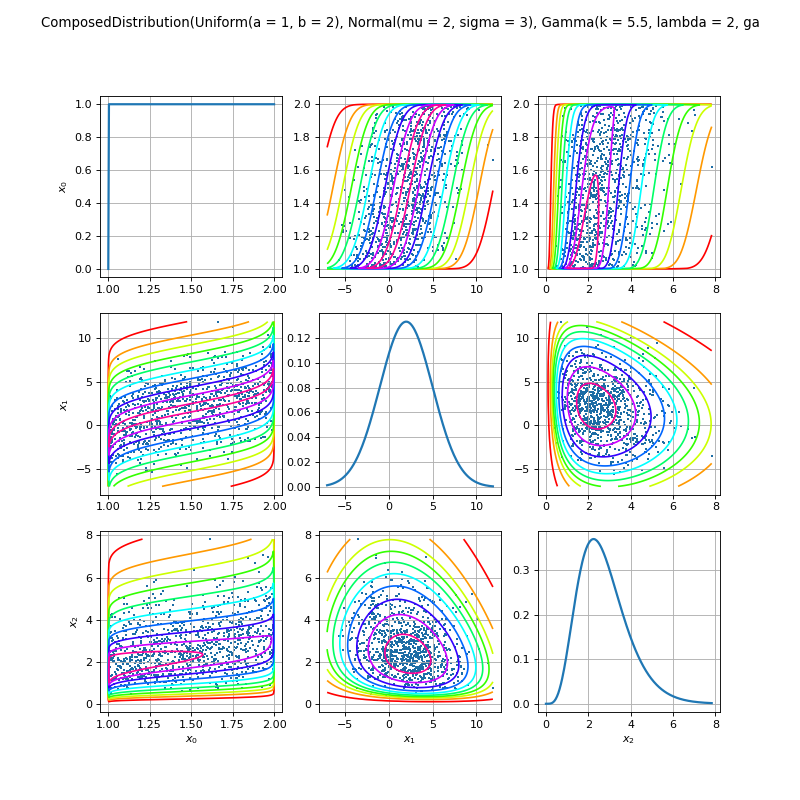 ComposedDistribution(Uniform(a = 1, b = 2), Normal(mu = 2, sigma = 3), Gamma(k = 5.5, lambda = 2, ga
1.0
0.8
0.6
0.4
0.2
0.0
x₀
1.00 1.25 1.50 1.75 2.00
2.0
1.8
1.6
1.4
1.2
1.0
−5 0 5 10
2.0
1.8
1.6
1.4
1.2
1.0
0 2 4 6 8
10
5
0
−5
x₁
1.00 1.25 1.50 1.75 2.00
0.12
0.10
0.08
0.06
0.04
0.02
0.00
−5 0 5 10
10
5
0
−5
0 2 4 6 8
8
6
4
2
0
x₂
1.00 1.25 1.50 1.75 2.00
x₀
8
6
4
2
0
−5 0 5 10
x₁
0.3
0.2
0.1
0.0
0 2 4 6 8
x₂